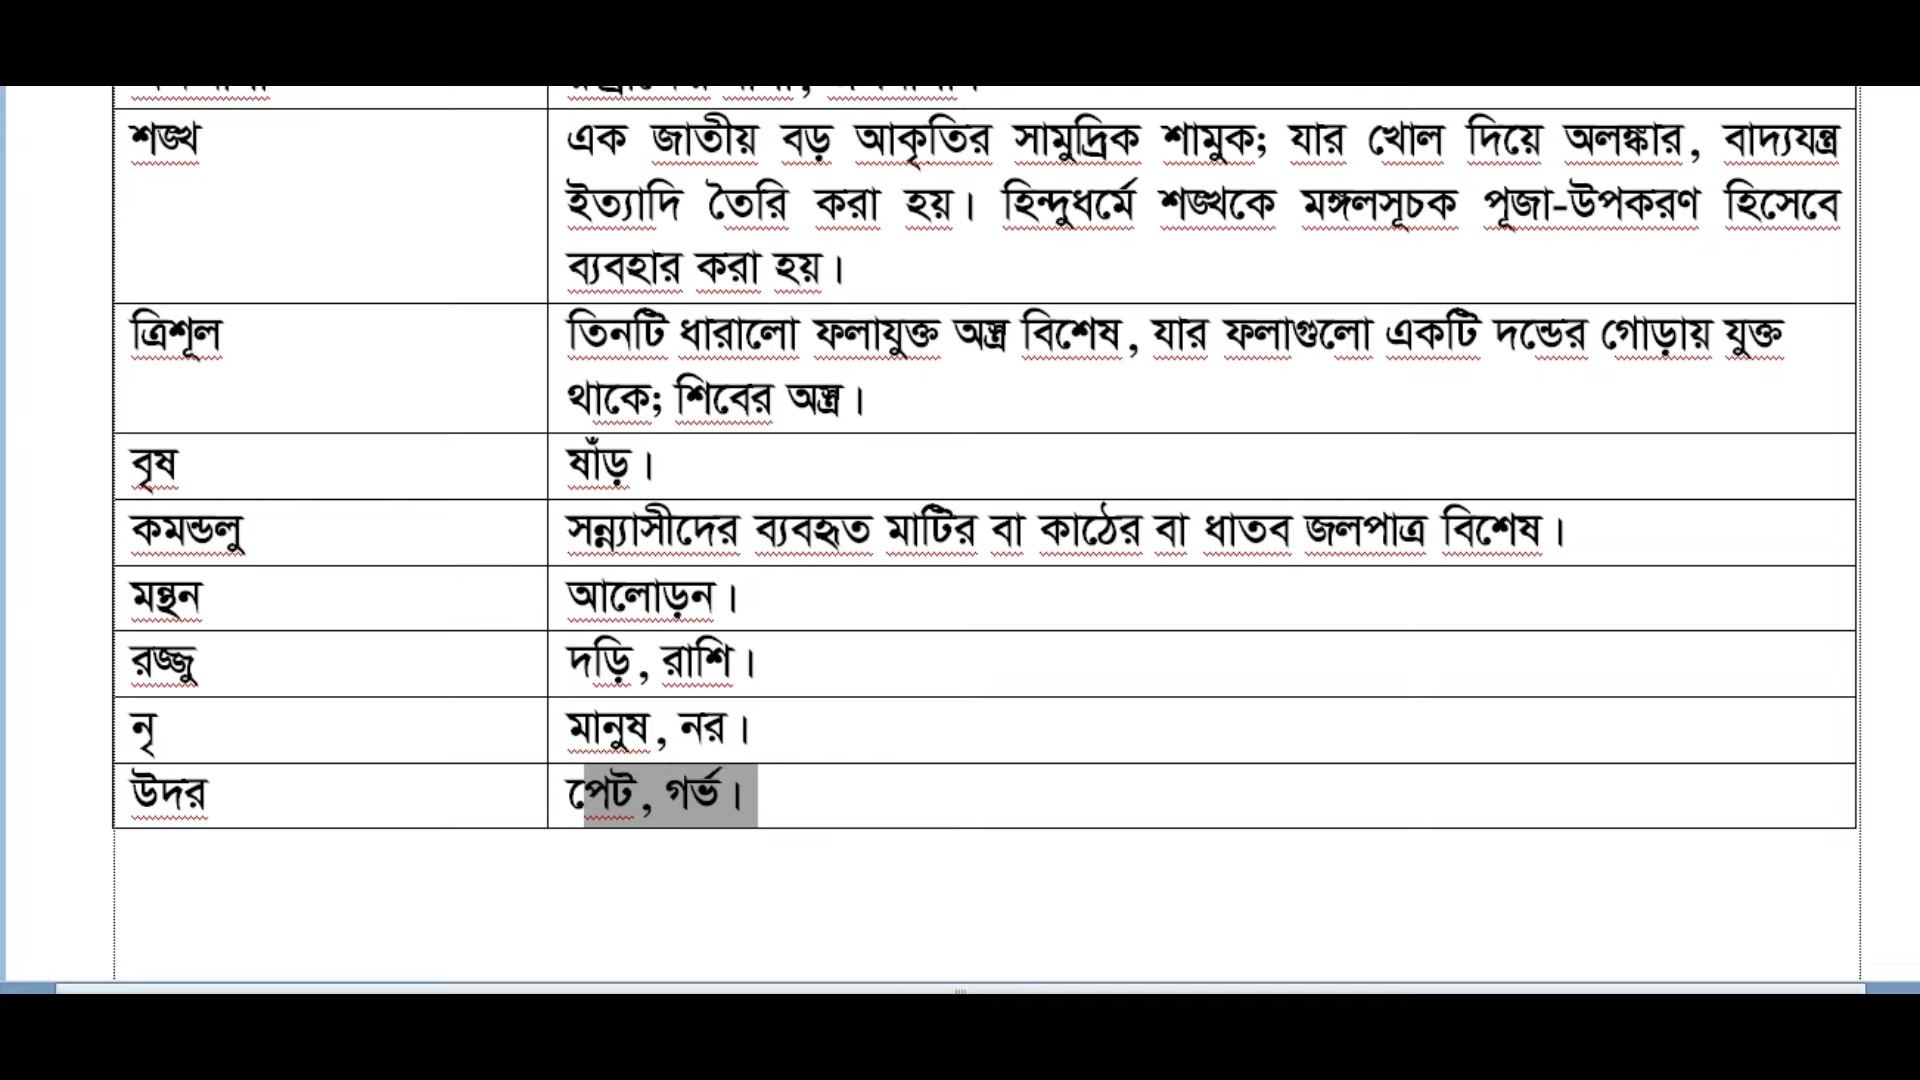 শঙ্খ
এক জাতীয় বড় আকৃতির সামুদ্রিক শামুক; যার খোল দিয়ে অলঙ্কার, বাদ্যযন্ত্র
ইত্যাদি তৈরি করা হয়। হিন্দুধর্মে শঙ্খকে মঙ্গলসূচক পূজা-উপকরণ হিসেবে
ব্যবহার করা হয়।
ত্রিশূল
তিনটি ধারালো ফলাযুক্ত অস্ত্র বিশেষ, যার ফলাগুলো একটি দন্ডের গোড়ায় যুক্ত
থাকে; শিবের অস্ত্র।
বৃষ
ষাঁড়।
কমন্ডলু
সন্ন্যাসীদের ব্যবহৃত মাটির বা কাঠের বা ধাতব জলপাত্র বিশেষ।
মন্থন
আলোড়ন।
রজ্জু
দড়ি, রাশি।
নৃ
মানুষ, নর।
উদর
পেট, গর্ভ।